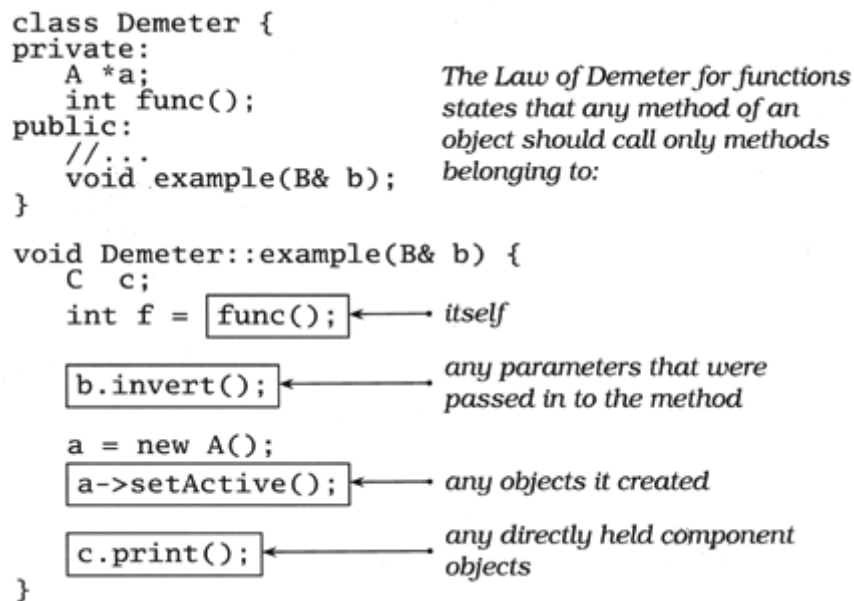 class Demeter {
private:
A *a;
int func();
public:
//...
void example(B& b);
}
The Law of Demeter for functions
states that any method of an
object should call only methods
belonging to:
void Demeter::example(B& b) {
C c;
int f = func();
itself
b.invert();
any parameters that were
passed in to the method
a = new A();
a->setActive();
any objects it created
c.print();
any directly held component
objects
}